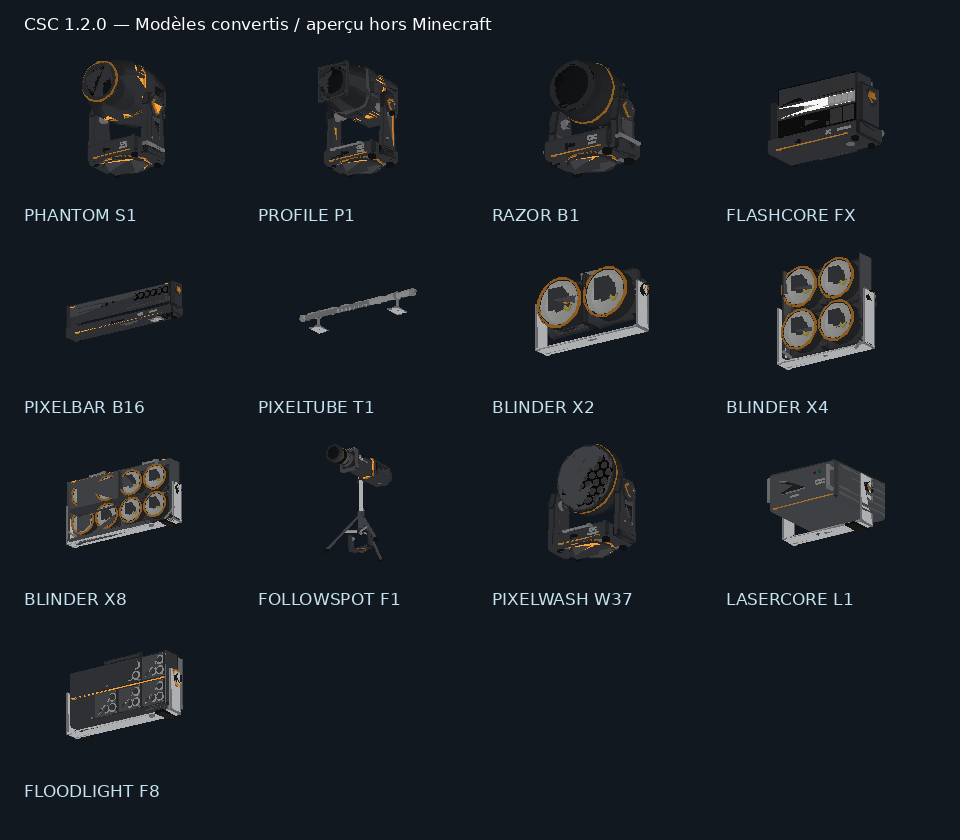 CSC 1.2.0 — Modèles convertis / aperçu hors Minecraft
PHANTOM S1
PROFILE P1
RAZOR B1
FLASHCORE FX
PIXELBAR B16
PIXELTUBE T1
BLINDER X2
BLINDER X4
BLINDER X8
FOLLOWSPOT F1
PIXELWASH W37
LASERCORE L1
FLOODLIGHT F8